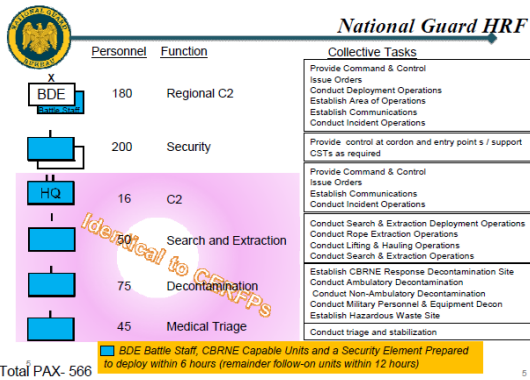 NATIONAL GUARD
BUREAU
National Guard HRF
Personnel Function Collective Tasks
X
BDE
Battle Staff
180 Regional C2
Provide Command & Control
Issue Orders
Conduct Deployment Operations
Establish Area of Operations
Establish Communications
Conduct Incident Operations
200 Security
Provide control at cordon and entry point s / support
CSTs as required
HQ
16 C2
Provide Command & Control
Issue Orders
Establish Communications
Conduct Incident Operations
50 Search and Extraction
Conduct Search & Extraction Deployment Operations
Conduct Rope Extraction Operations
Conduct Lifting & Hauling Operations
Conduct Search & Extraction Operations
Identical to CERFPs
75 Decontamination
Establish CBRNE Response Decontamination Site
Conduct Ambulatory Decontamination
Conduct Non-Ambulatory Decontamination
Conduct Military Personnel & Equipment Decon
Establish Hazardous Waste Site
45 Medical Triage
Conduct triage and stabilization
BDE Battle Staff, CBRNE Capable Units and a Security Element Prepared
to deploy within 6 hours (remainder follow-on units within 12 hours)
5
Total PAX- 566
5